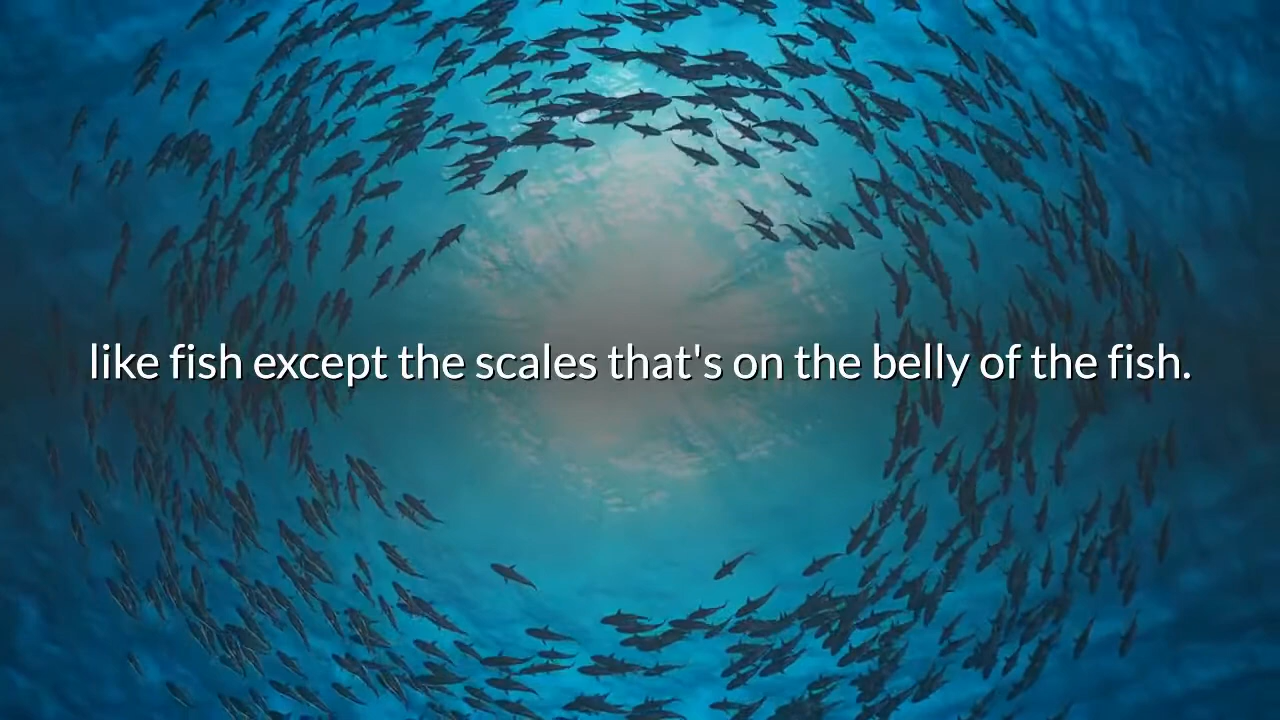 like fish except the scales that's on the belly of the fish.